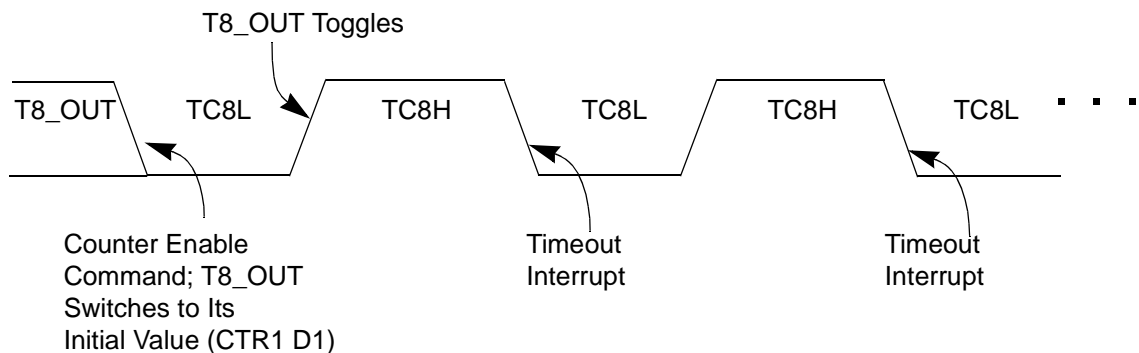 T8_OUT Toggles
T8_OUT TC8L TC8H TC8L TC8H TC8L . . .
Counter Enable
Command; T8_OUT
Switches to Its
Initial Value (CTR1 D1)
Timeout
Interrupt
Timeout
Interrupt